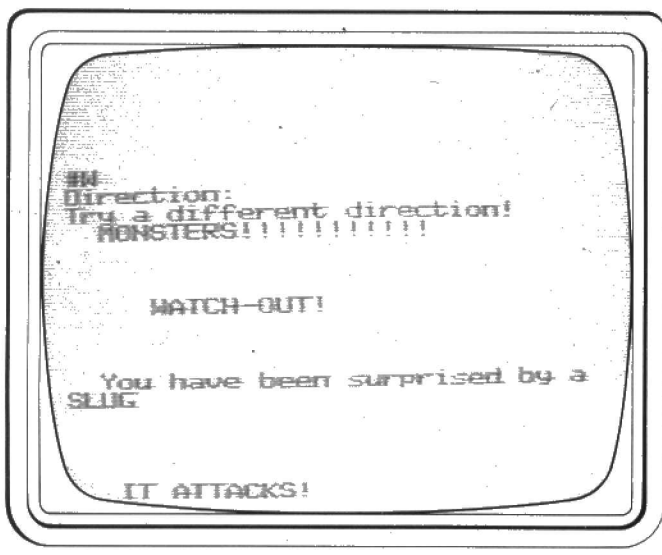 #W
Direction:
Try a different direction!
MONSTERS!!!!!!!!!!!
WATCH-OUT!
You have been surprised by a
SLUG
IT ATTACKS!